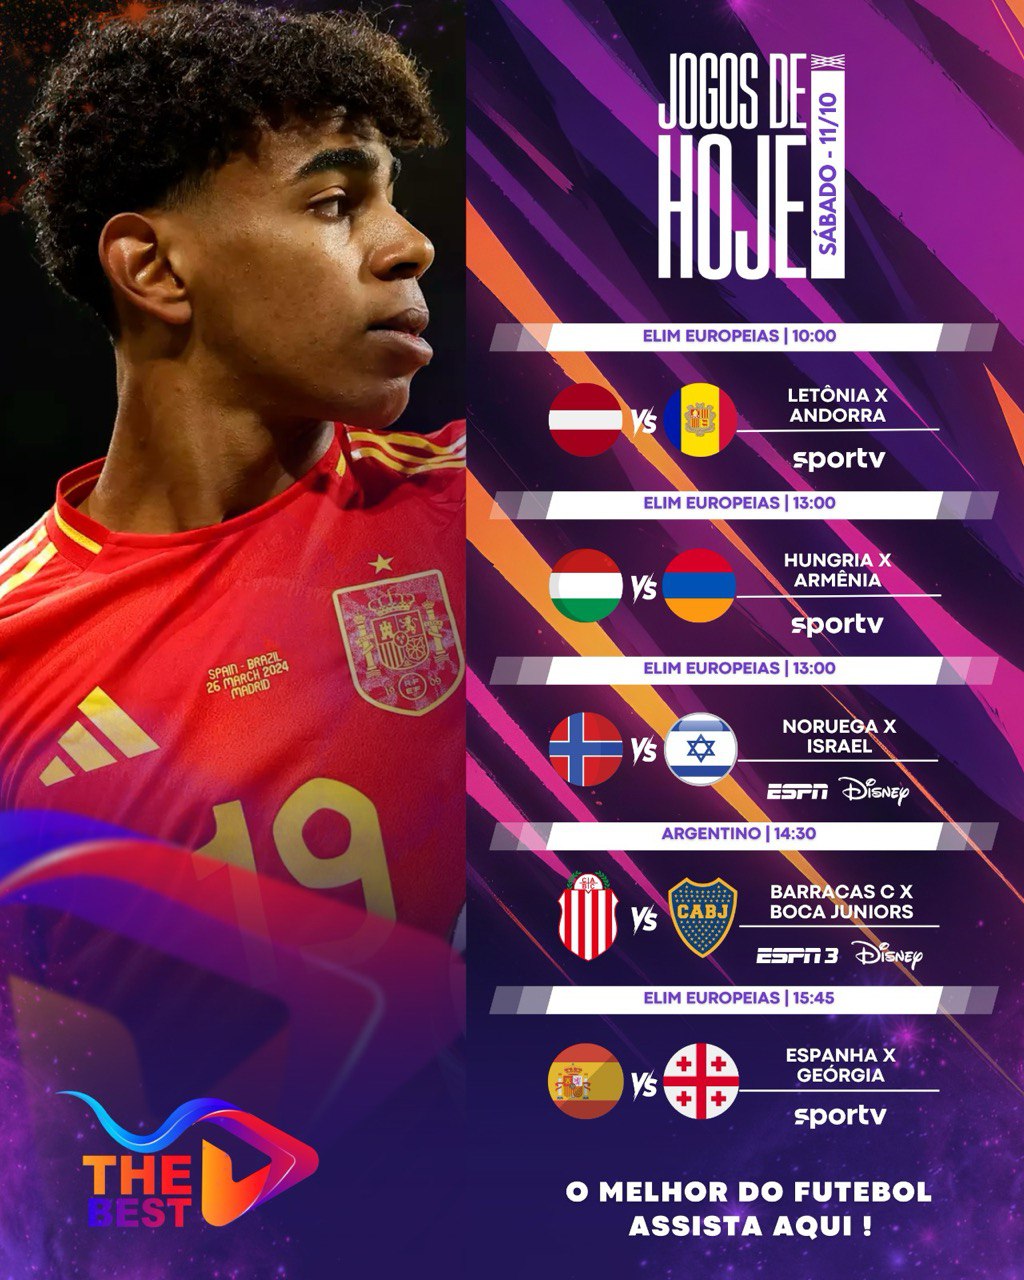 JOGOS DE
HOJE
SÁBADO - 11/10
ELIM EUROPEIAS | 10:00
VS
LETÔNIA X
ANDORRA
sportv
ELIM EUROPEIAS | 13:00
VS
HUNGRIA X
ARMÊNIA
sportv
ELIM EUROPEIAS | 13:00
VS
NORUEGA X
ISRAEL
ESPN Disney
ARGENTINO | 14:30
VS
CABJ
BARRACAS C X
BOCA JUNIORS
ESPN 3 Disney
ELIM EUROPEIAS | 15:45
VS
ESPANHA X
GEÓRGIA
sportv
O MELHOR DO FUTEBOL
ASSISTA AQUI !
SPAIN - BRAZIL
26 MARCH 2024
MADRID
19
THE
BEST